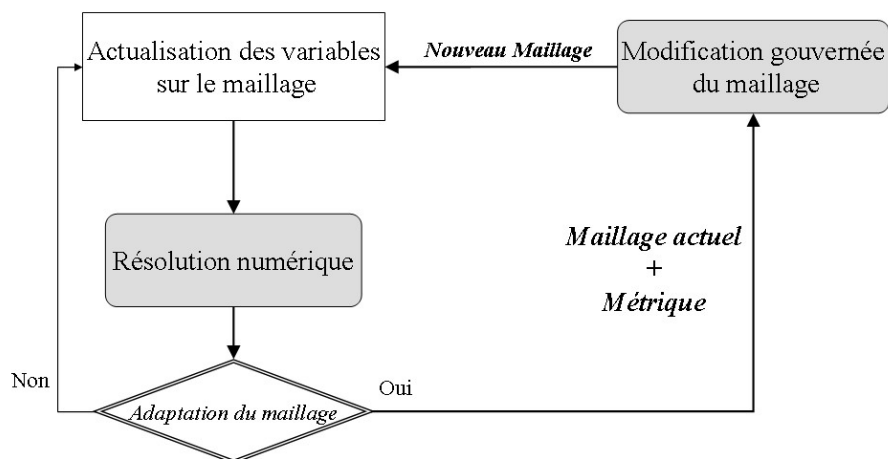 Actualisation des variables
sur le maillage
Nouveau Maillage
Modification gouvernée
du maillage
Résolution numérique
Maillage actuel
+
Métrique
Non
Adaptation du maillage
Oui